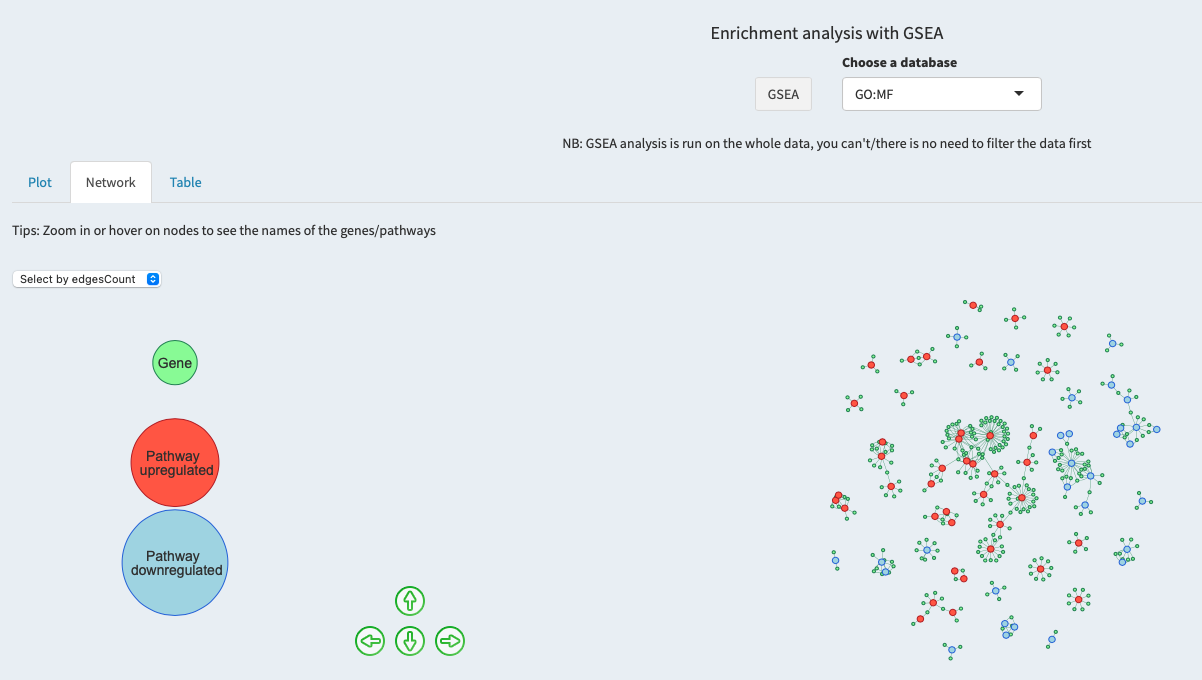 Enrichment analysis with GSEA
Choose a database
GSEA
GO:MF
NB: GSEA analysis is run on the whole data, you can't/there is no need to filter the data first
Plot
Network
Table
Tips: Zoom in or hover on nodes to see the names of the genes/pathways
Select by edgesCount
Gene
Pathway
upregulated
Pathway
downregulated